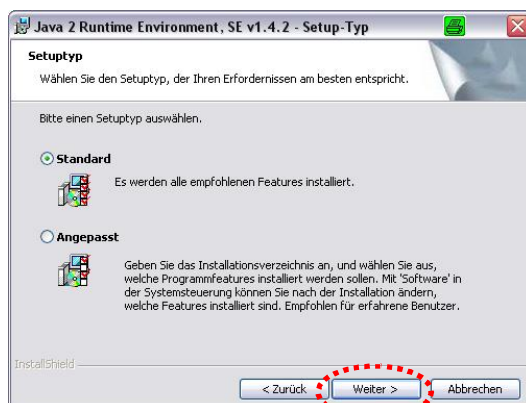 Java 2 Runtime Environment, SE v1.4.2 - Setup-Typ
Setuptyp
Wählen Sie den Setuptyp, der Ihren Erfordernissen am besten entspricht.
Bitte einen Setuptyp auswählen.
Standard
Es werden alle empfohlenen Features installiert.
Angepasst
Geben Sie das Installationsverzeichnis an, und wählen Sie aus,
welche Programmfeatures installiert werden sollen. Mit 'Software' in
der Systemsteuerung können Sie nach der Installation ändern,
welche Features installiert sind. Empfohlen für erfahrene Benutzer.
InstallShield
< Zurück Weiter > Abbrechen